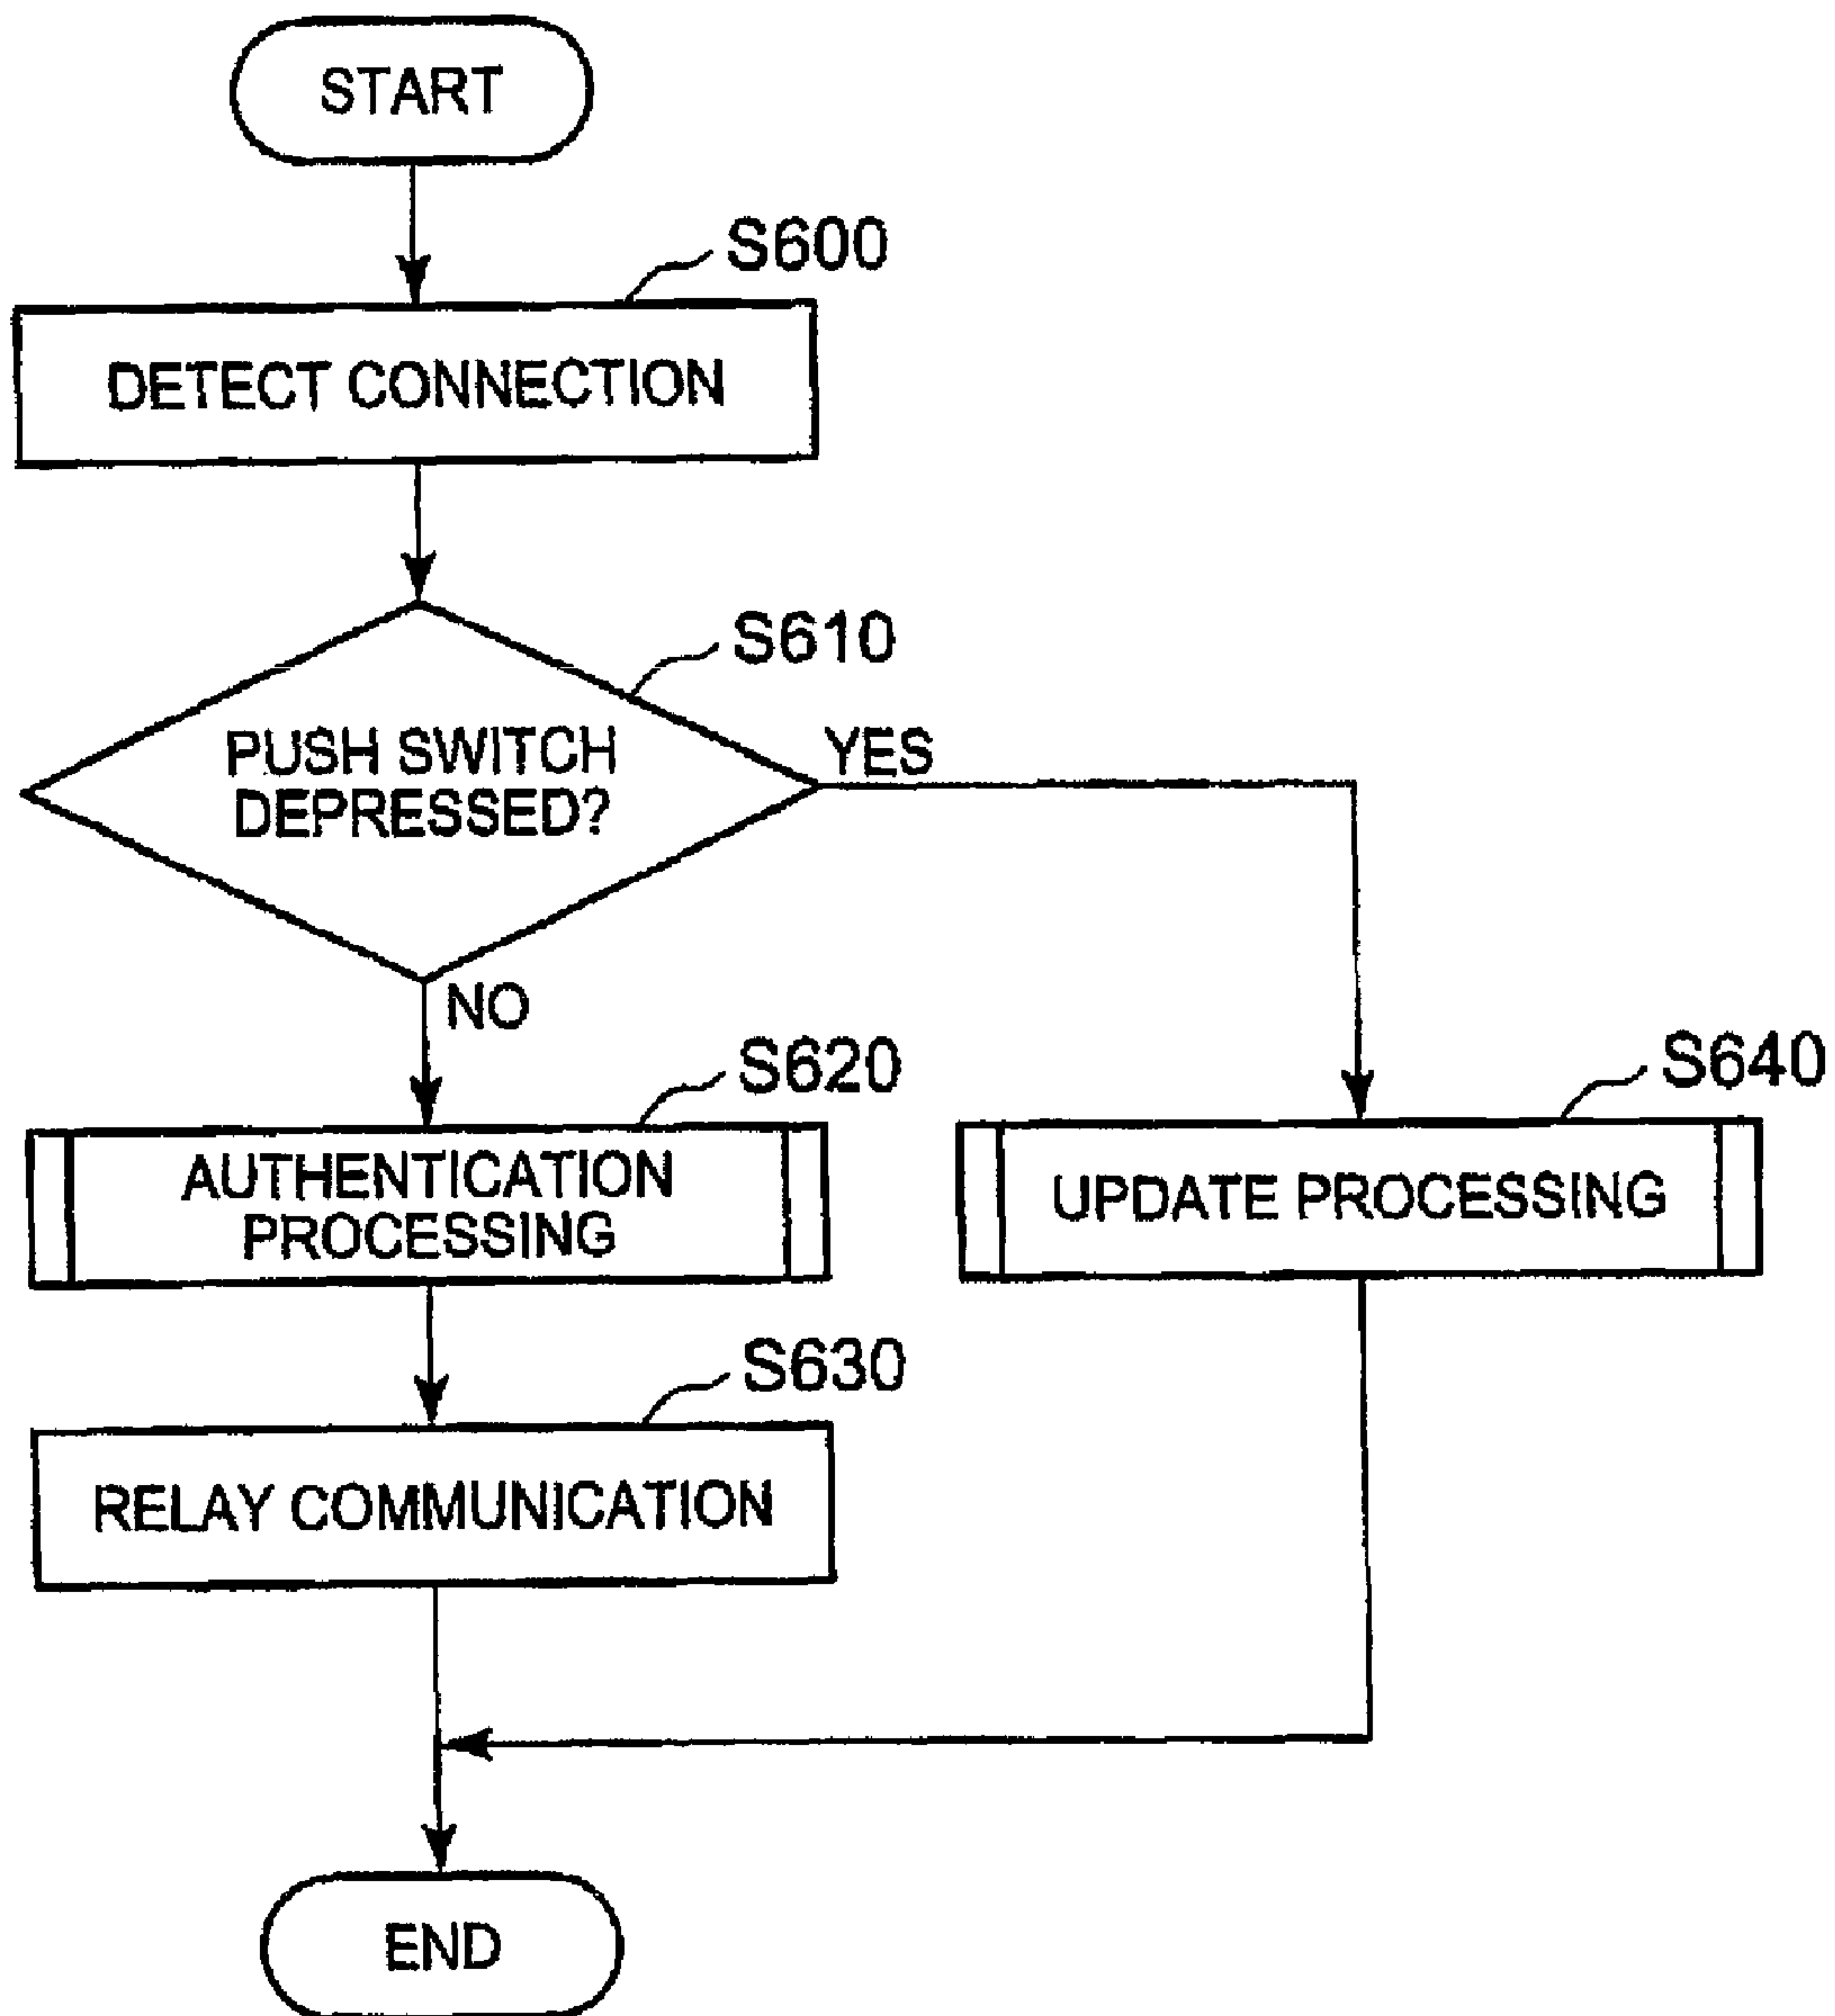 START
S600
DETECT CONNECTION
S610
PUSH SWITCH
DEPRESSED?
YES
NO
S620
AUTHENTICATION
PROCESSING
S640
UPDATE PROCESSING
S630
RELAY COMMUNICATION
END